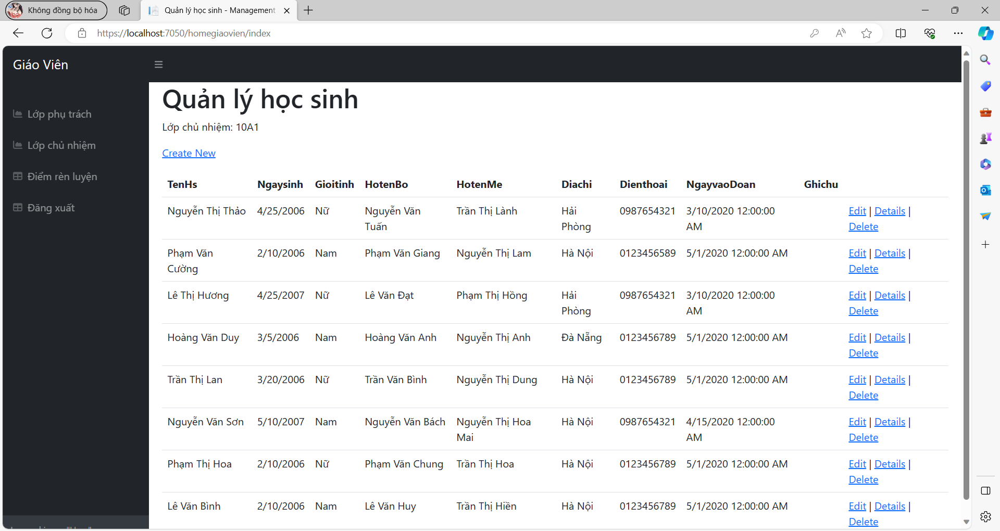 Không đồng bộ hóa
Quản lý học sinh - Management
https://localhost:7050/homegiaovien/index
Giáo Viên
Lớp phụ trách
Lớp chủ nhiệm
Điểm rèn luyện
Đăng xuất
Quản lý học sinh
Lớp chủ nhiệm: 10A1
Create New
TenHs Ngaysinh Gioitinh HotenBo HotenMe Diachi Dienthoai NgayvaoDoan Ghichu
Nguyễn Thị Thảo 4/25/2006 Nữ Nguyễn Văn Trần Thị Lành Hải 0987654321 3/10/2020 12:00:00 Edit | Details |
Tuấn Phòng AM Delete
Phạm Văn 2/10/2006 Nam Phạm Văn Giang Nguyễn Thị Lam Hà Nội 0123456589 5/1/2020 12:00:00 AM Edit | Details |
Cường Delete
Lê Thị Hương 4/25/2007 Nữ Lê Văn Đạt Phạm Thị Hồng Hải 0987654321 3/10/2020 12:00:00 Edit | Details |
Phòng AM Delete
Hoàng Văn Duy 3/5/2006 Nam Hoàng Văn Anh Nguyễn Thị Anh Đà Nẵng 0123456789 5/1/2020 12:00:00 AM Edit | Details |
Delete
Trần Thị Lan 3/20/2006 Nữ Trần Văn Bình Nguyễn Thị Dung Hà Nội 0123456789 5/1/2020 12:00:00 AM Edit | Details |
Delete
Nguyễn Văn Sơn 5/10/2007 Nam Nguyễn Văn Bách Nguyễn Thị Hoa Hà Nội 0987654321 4/15/2020 12:00:00 Edit | Details |
Mai AM Delete
Phạm Thị Hoa 2/10/2006 Nữ Phạm Văn Chung Trần Thị Hoa Hà Nội 0123456789 5/1/2020 12:00:00 AM Edit | Details |
Delete
Lê Văn Bình 2/10/2006 Nam Lê Văn Huy Trần Thị Hiền Hà Nội 0123456789 5/1/2020 12:00:00 AM Edit | Details |
Delete